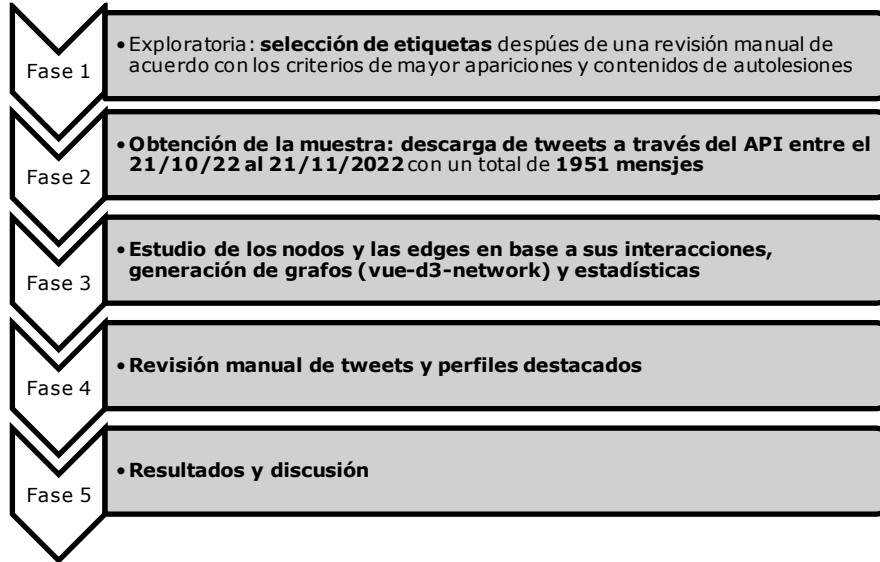 Fase 1
• Exploratoria: selección de etiquetas despúes de una revisión manual de
acuerdo con los criterios de mayor apariciones y contenidos de autolesiones
Fase 2
• Obtención de la muestra: descarga de tweets a través del API entre el
21/10/22 al 21/11/2022 con un total de 1951 mensjes
Fase 3
• Estudio de los nodos y las edges en base a sus interacciones,
generación de grafos (vue-d3-network) y estadísticas
Fase 4
• Revisión manual de tweets y perfiles destacados
Fase 5
• Resultados y discusión